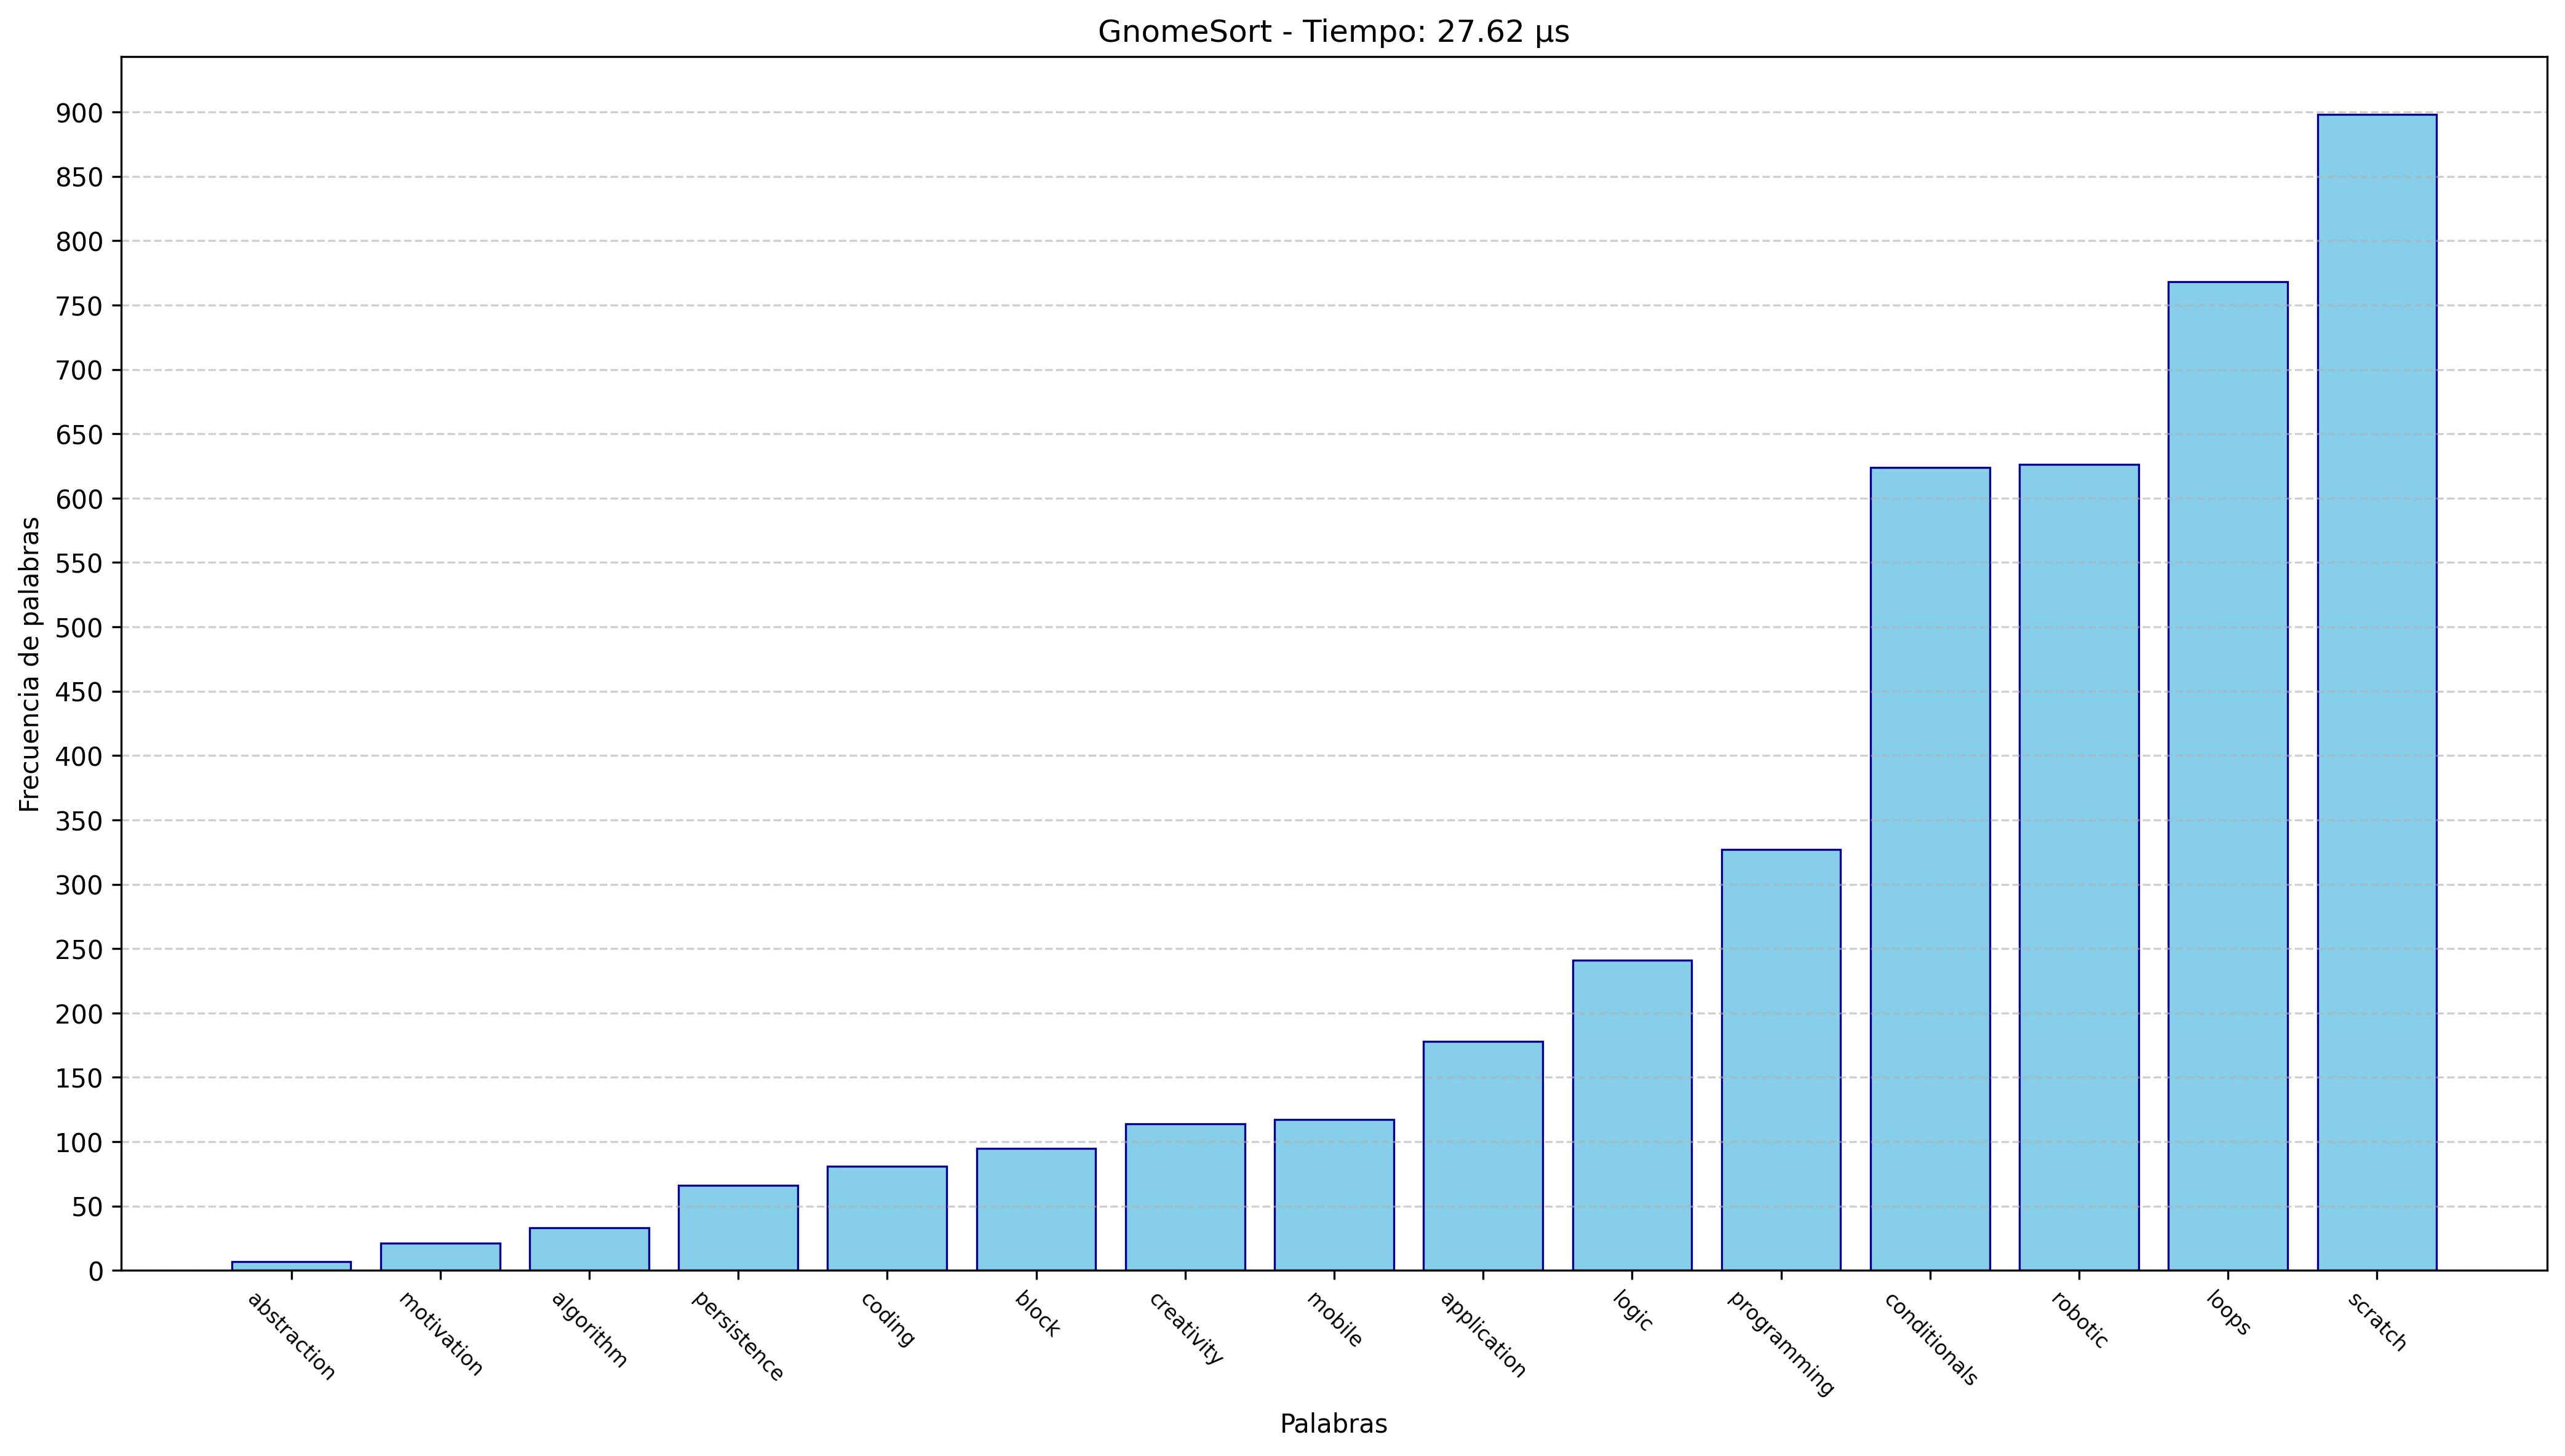 GnomeSort - Tiempo: 27.62 µs
Frecuencia de palabras
900
850
800
750
700
650
600
550
500
450
400
350
300
250
200
150
100
50
0
abstraction
motivation
algorithm
persistence
coding
block
creativity
mobile
application
logic
programming
conditionals
robotic
loops
scratch
Palabras